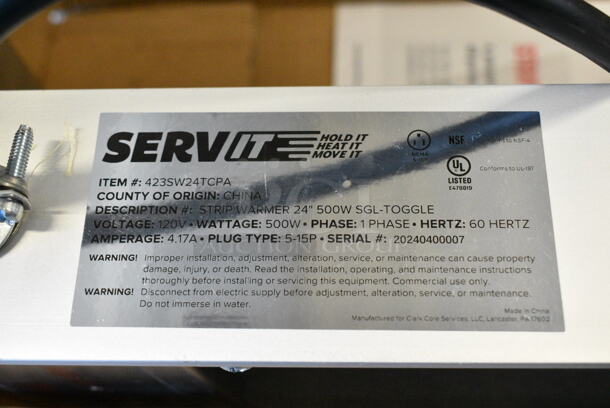 SERVIT HOLD IT
HEAT IT
MOVE IT
NSF
UL
LISTED
E478019
Conforms to UL-197
ITEM #: 423SW24TCPA
COUNTY OF ORIGIN: CHINA
DESCRIPTION #: STRIP WARMER 24" 500W SGL-TOGGLE
VOLTAGE: 120V • WATTAGE: 500W • PHASE: 1 PHASE • HERTZ: 60 HERTZ
AMPERAGE: 4.17A • PLUG TYPE: 5-15P • SERIAL #: 20240400007
WARNING! Improper installation, adjustment, alteration, service, or maintenance can cause property
damage, injury, or death. Read the installation, operating, and maintenance instructions
thoroughly before installing or servicing this equipment. Commercial use only.
WARNING! Disconnect from electric supply before adjustment, alteration, service, or maintenance.
Do not immerse in water.
Made in China
Manufactured for Clark Core Services, LLC, Lancaster, PA 17602